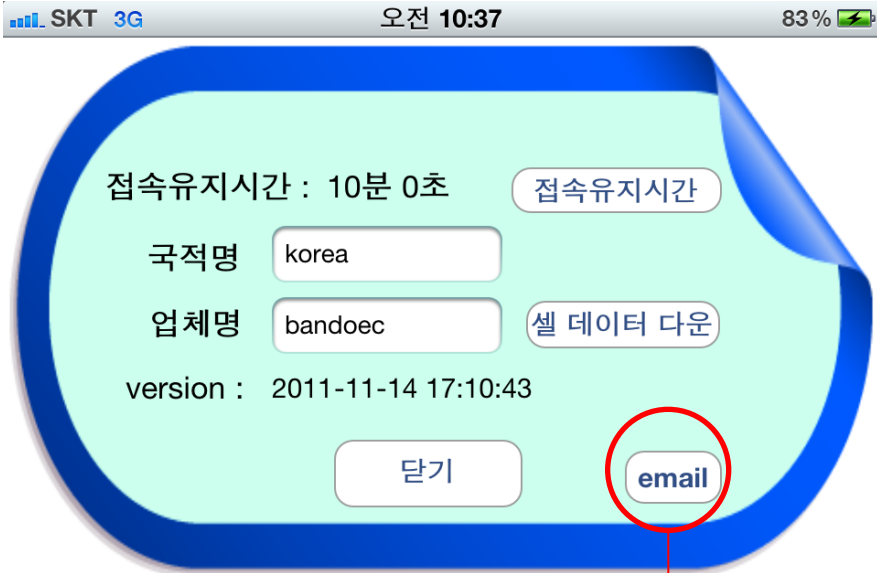 SKT 3G 오전 10:37 83%
접속유지시간 : 10분 0초 접속유지시간
국적명 korea
업체명 bandoec 셀 데이터 다운
version : 2011-11-14 17:10:43
닫기 email